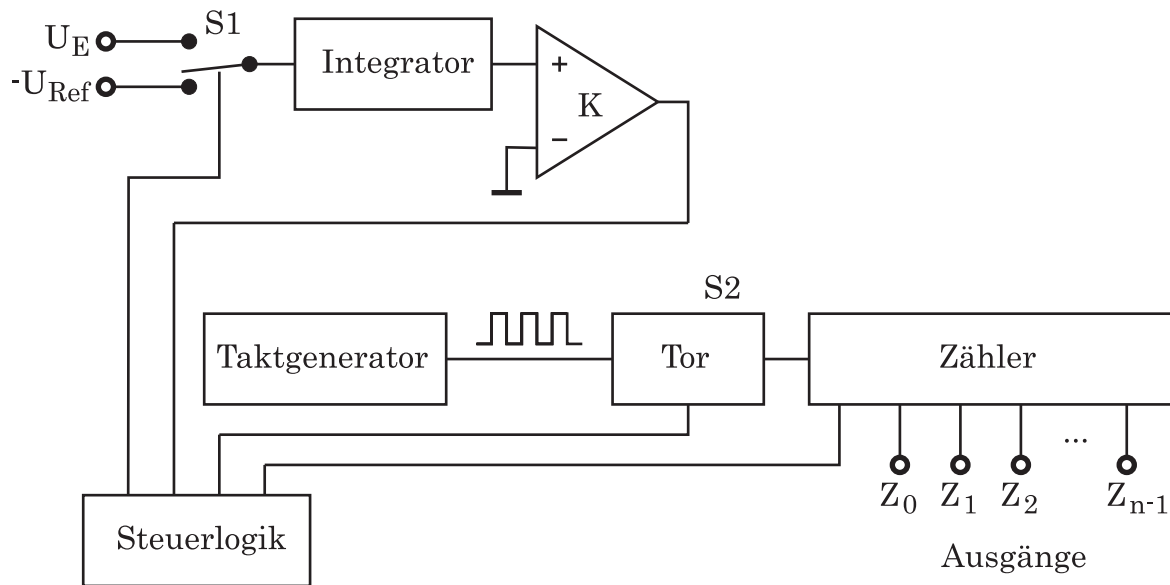 S1
U_E
-U_Ref
Integrator
+
K
−
S2
Taktgenerator
Tor
Zähler
...
Z_0 Z_1 Z_2 Z_n-1
Steuerlogik
Ausgänge